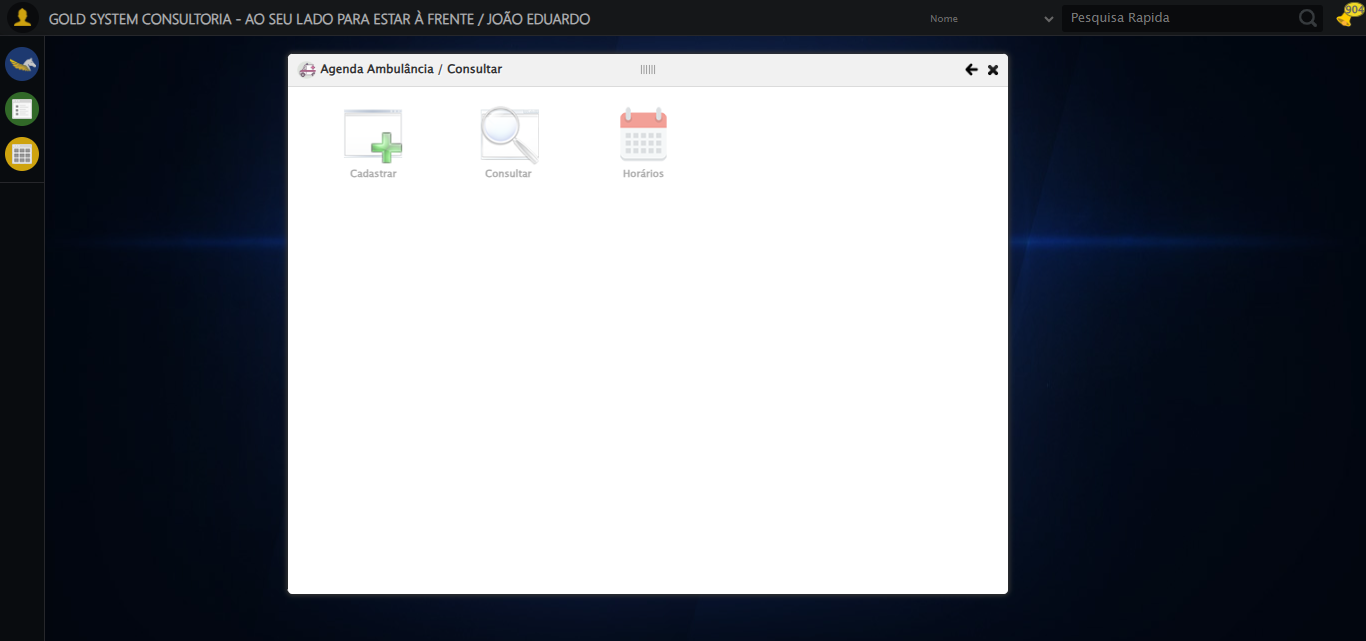 GOLD SYSTEM CONSULTORIA - AO SEU LADO PARA ESTAR À FRENTE / JOÃO EDUARDO
Nome
Pesquisa Rapida
904
Agenda Ambulância / Consultar
Cadastrar
Consultar
Horários